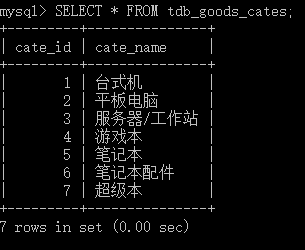 mysql> SELECT * FROM tdb_goods_cates;
+---------+---------------+
| cate_id | cate_name |
+---------+---------------+
| 1 | 台式机
| 2 | 平板电脑
| 3 | 服务器/工作站
| 4 | 游戏本
| 5 | 笔记本
| 6 | 笔记本配件
| 7 | 超级本
+---------+---------------+
7 rows in set (0.00 sec)